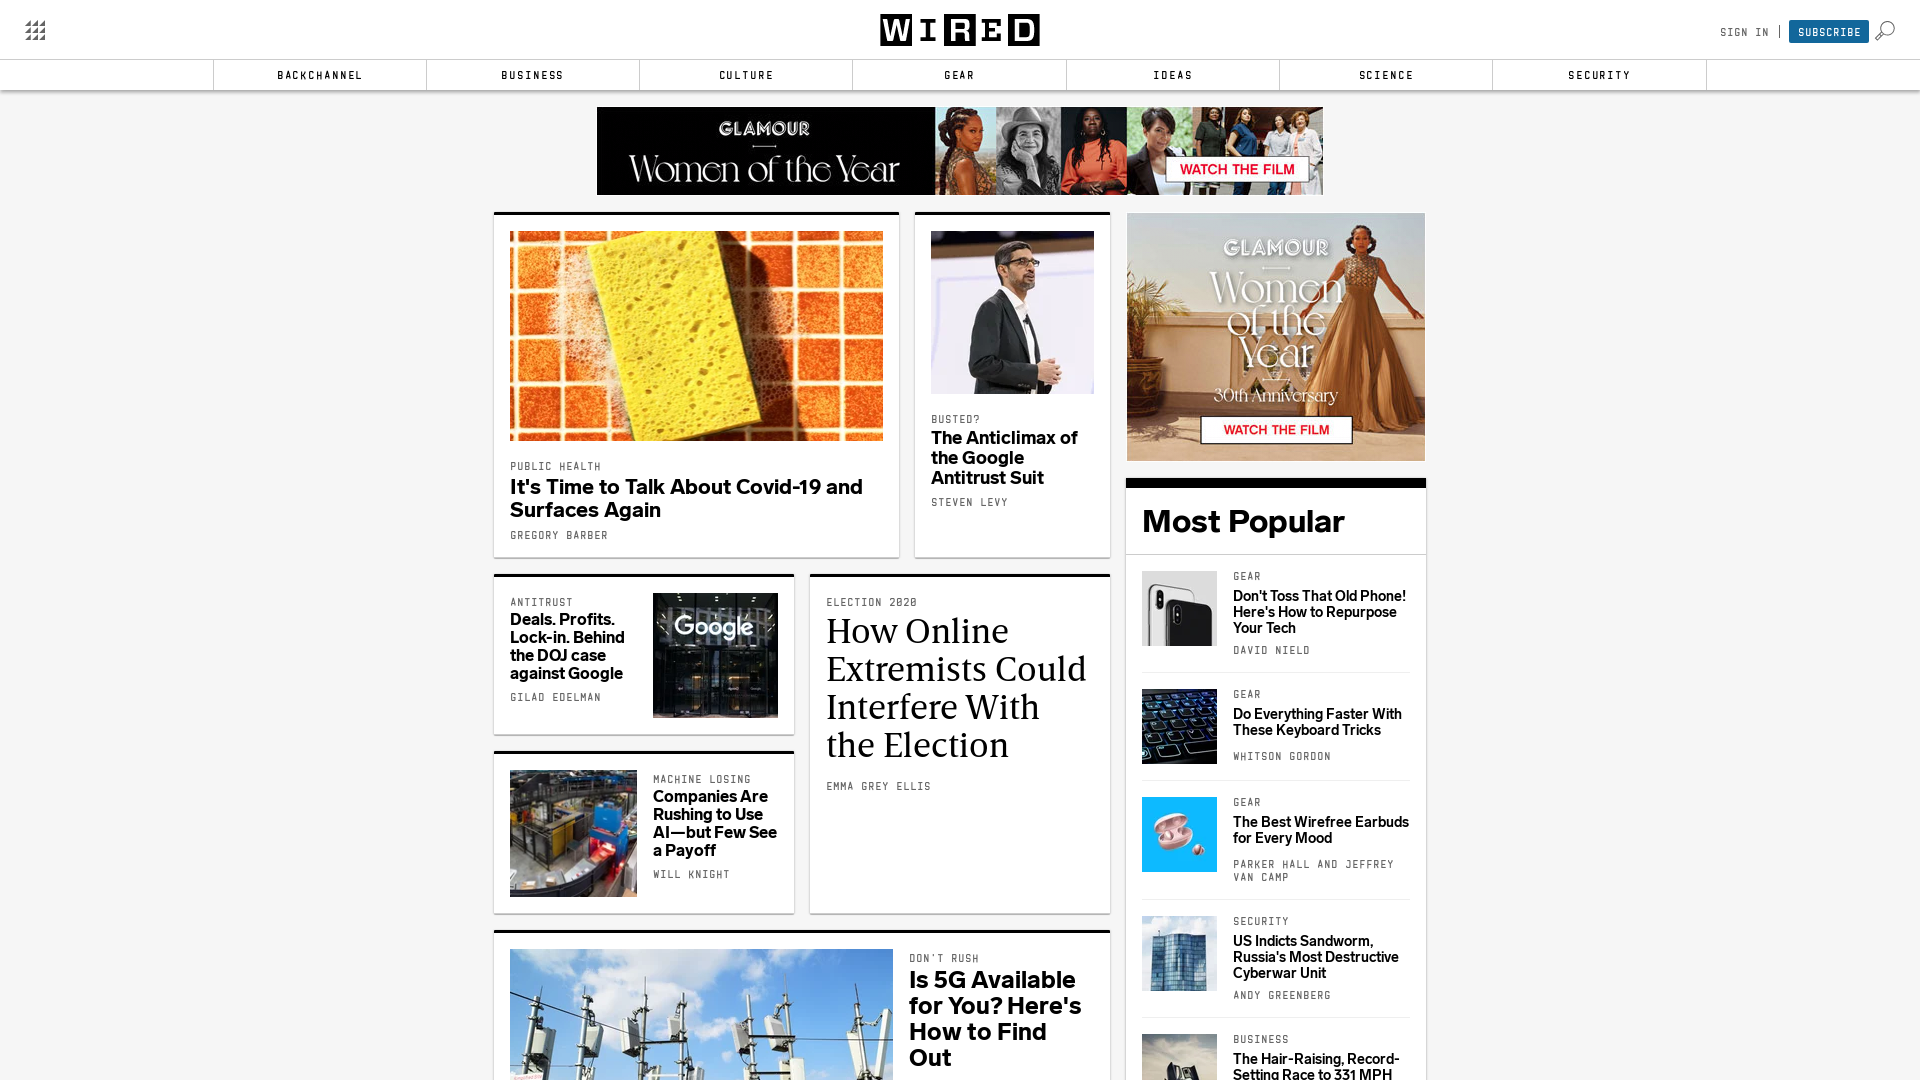 WIRED
SIGN IN
SUBSCRIBE
BACKCHANNEL
BUSINESS
CULTURE
GEAR
IDEAS
SCIENCE
SECURITY
GLAMOUR
Women of the Year
WATCH THE FILM
PUBLIC HEALTH
It's Time to Talk About Covid-19 and
Surfaces Again
GREGORY BARBER
BUSTED?
The Anticlimax of
the Google
Antitrust Suit
STEVEN LEVY
GLAMOUR
Women
of the
Year
30th Anniversary
WATCH THE FILM
ANTITRUST
Deals. Profits.
Lock-in. Behind
the DOJ case
against Google
GILAD EDELMAN
Google
ELECTION 2020
How Online
Extremists Could
Interfere With
the Election
EMMA GREY ELLIS
MACHINE LOSING
Companies Are
Rushing to Use
AI—but Few See
a Payoff
WILL KNIGHT
DON'T RUSH
Is 5G Available
for You? Here's
How to Find
Out
Most Popular
GEAR
Don't Toss That Old Phone!
Here's How to Repurpose
Your Tech
DAVID NIELD
GEAR
Do Everything Faster With
These Keyboard Tricks
WHITSON GORDON
GEAR
The Best Wirefree Earbuds
for Every Mood
PARKER HALL AND JEFFREY
VAN CAMP
SECURITY
US Indicts Sandworm,
Russia's Most Destructive
Cyberwar Unit
ANDY GREENBERG
BUSINESS
The Hair-Raising, Record-
Setting Race to 331 MPH